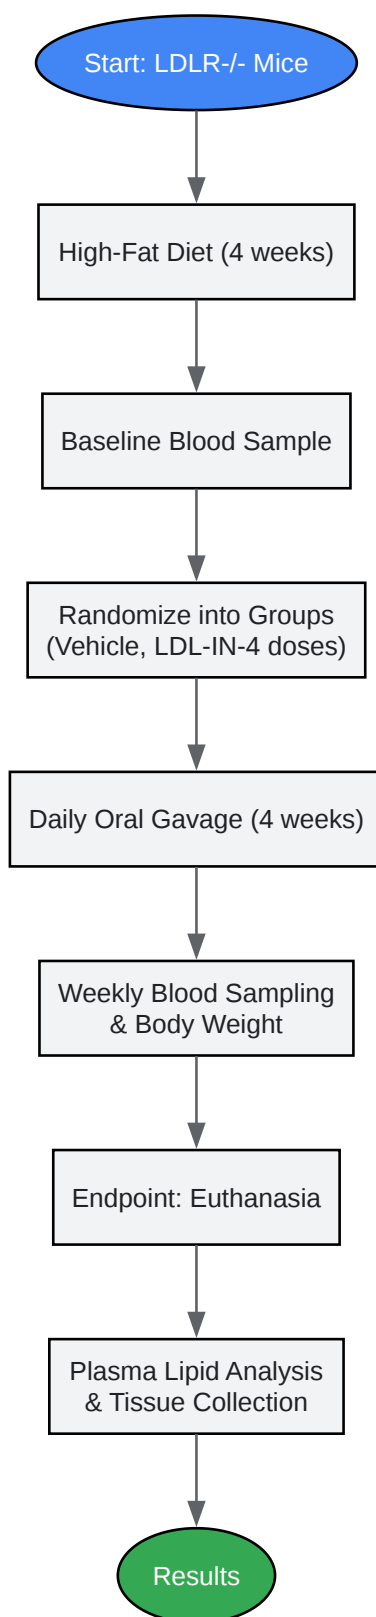 Start: LDLR-/- Mice
High-Fat Diet (4 weeks)
Baseline Blood Sample
Randomize into Groups
(Vehicle, LDL-IN-4 doses)
Daily Oral Gavage (4 weeks)
Weekly Blood Sampling
& Body Weight
Endpoint: Euthanasia
Plasma Lipid Analysis
& Tissue Collection
Results